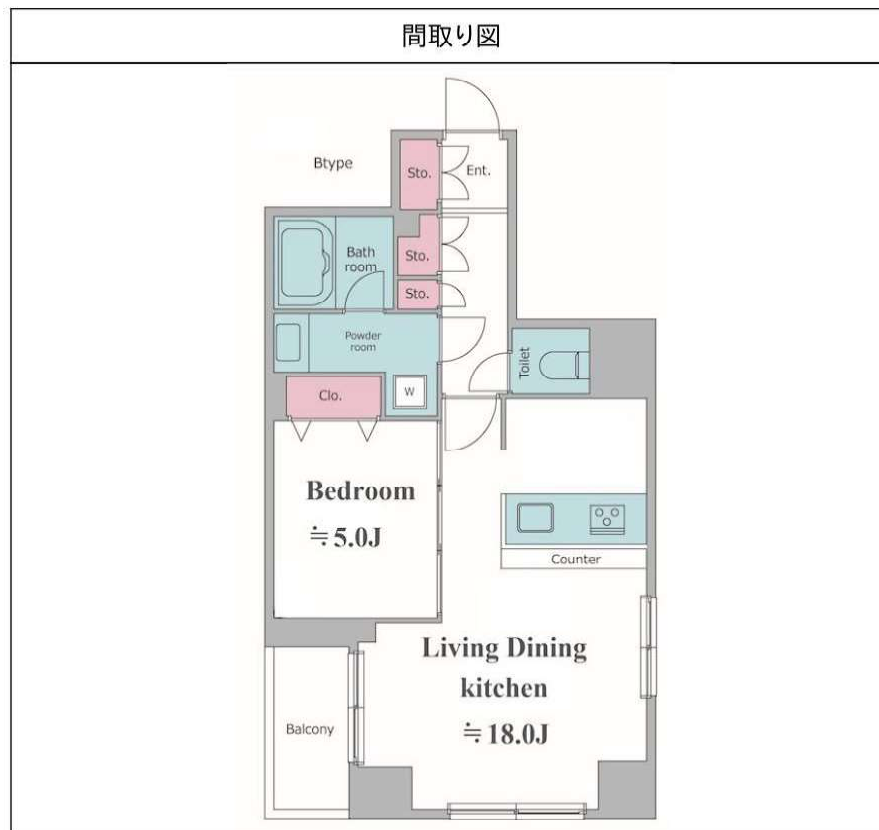 間取り図
Btype
Sto.
Ent.
Sto.
Bath
room
Sto.
Powder
room
Toilet
W
Clo.
Bedroom
≒5.0J
Counter
Living Dining
kitchen
≒18.0J
Balcony